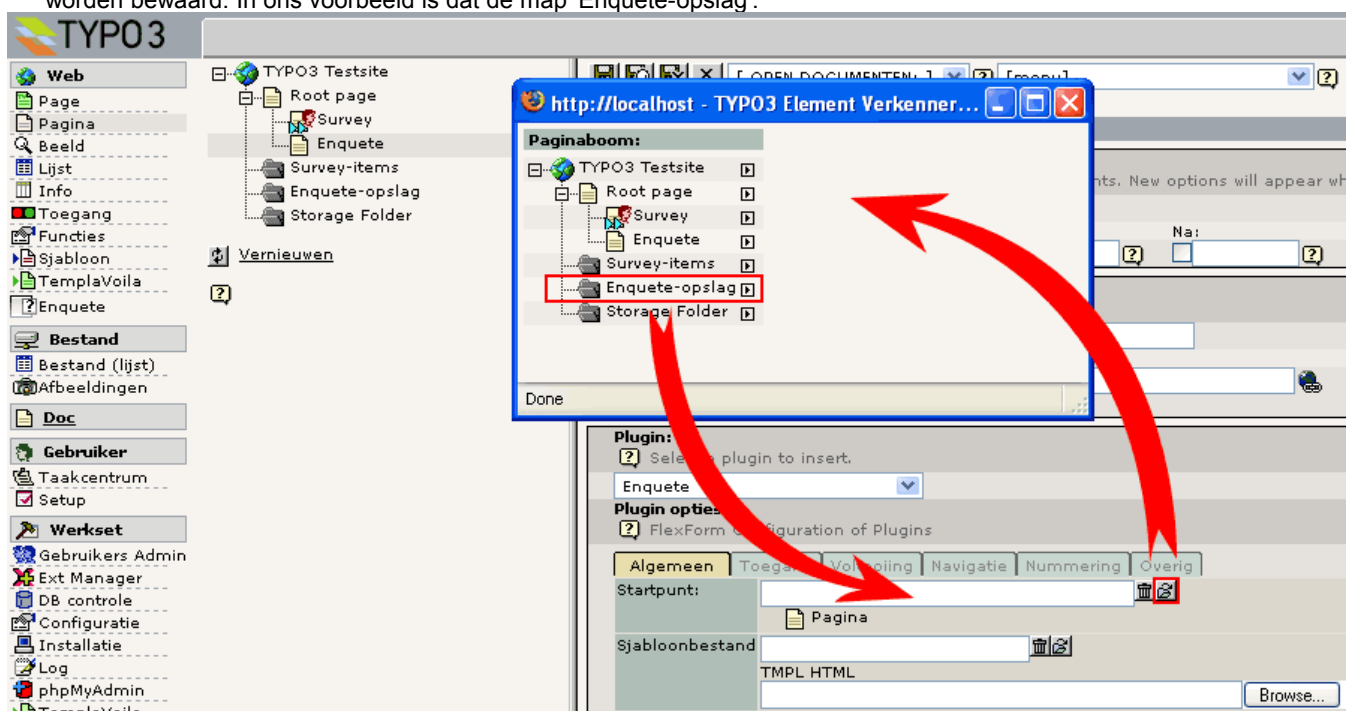 worden bewaard. In ons voorbeeld is dat de map 'Enquete-opslag'.
TYPO3
Web
Page
Pagina
Beeld
Lijst
Info
Toegang
Functies
Sjabloon
TemplaVoila
Enquete
Bestand
Bestand (lijst)
Afbeeldingen
Doc
Gebruiker
Taakcentrum
Setup
Werkset
Gebruikers Admin
Ext Manager
DB controle
Configuratie
Installatie
Log
phpMyAdmin
TemplaVoila
TYPO3 Testsite
Root page
Survey
Enquete
Survey-items
Enquete-opslag
Storage Folder
Vernieuwen
[ OPEN DOCUMENTEN: ]
[menu]
http://localhost - TYPO3 Element Verkenner...
Paginaboom:
TYPO3 Testsite
Root page
Survey
Enquete
Survey-items
Enquete-opslag
Storage Folder
Done
nts. New options will appear wh
Na:
Plugin:
plugin to insert.
Enquete
Plugin opties
FlexForm
of Plugins
Algemeen
Navigatie
Nummering
Overig
Startpunt:
Pagina
Sjabloonbestand
TMPL HTML
Browse...